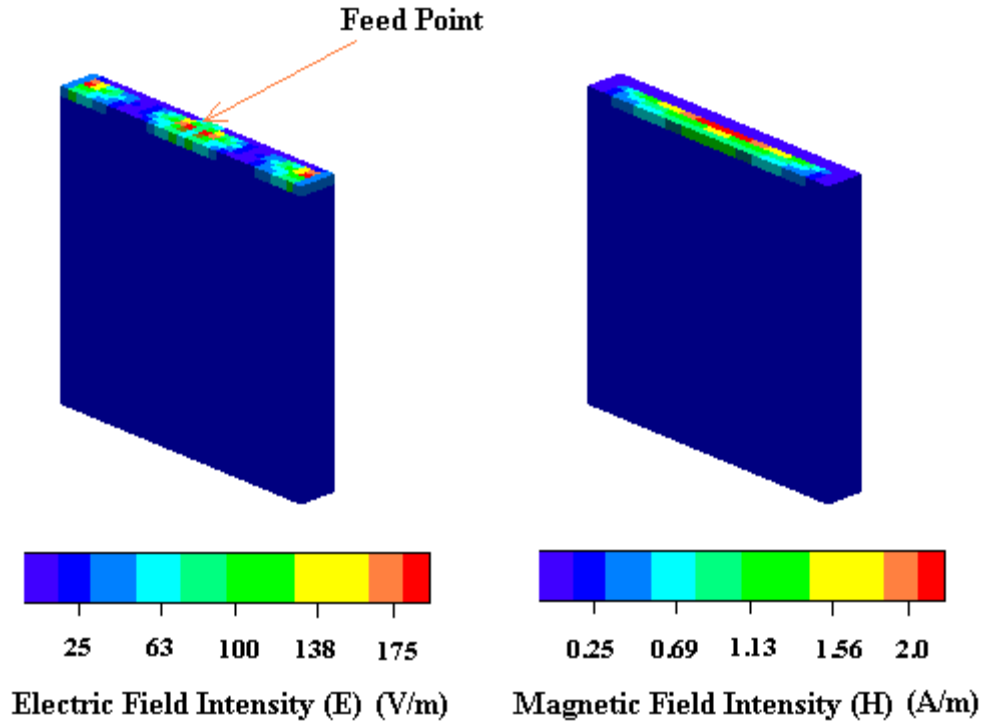 Feed Point
25 63 100 138 175
Electric Field Intensity (E) (V/m)
0.25 0.69 1.13 1.56 2.0
Magnetic Field Intensity (H) (A/m)